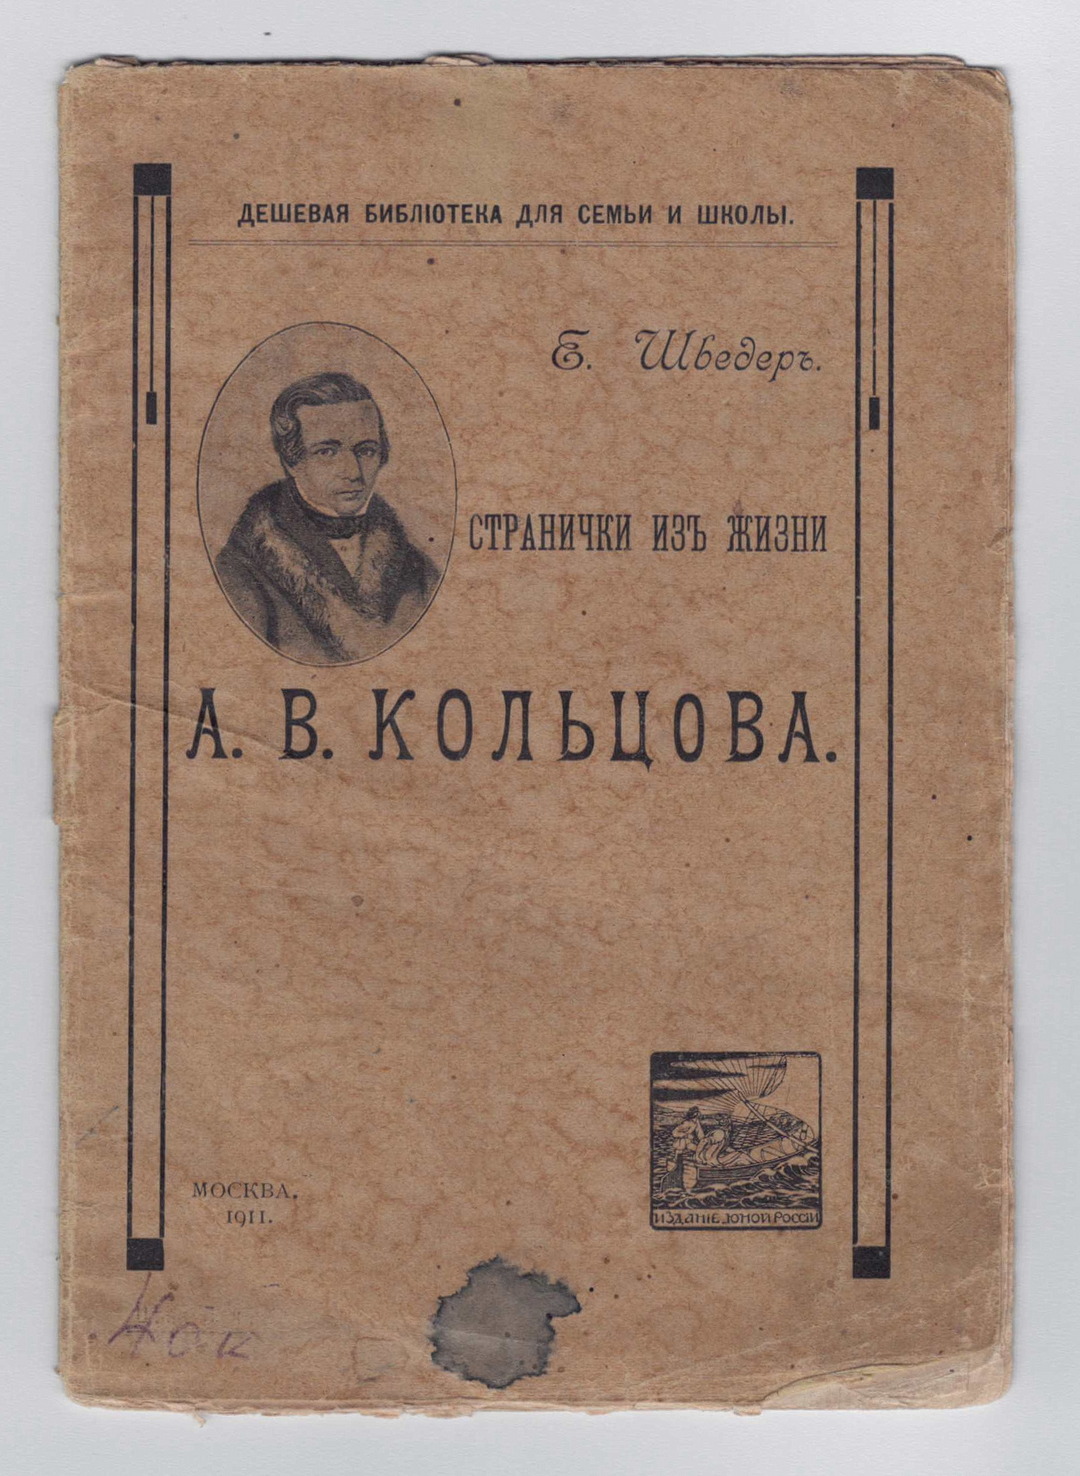 ДЕШЕВАЯ БИБЛІОТЕКА ДЛЯ СЕМЬИ И ШКОЛЫ.
Е. Шведеръ.
СТРАНИЧКИ ИЗЪ ЖИЗНИ
А. В. КОЛЬЦОВА.
МОСКВА.
1911.
ИЗДАНІЕ ЮНОЙ РОССІИ